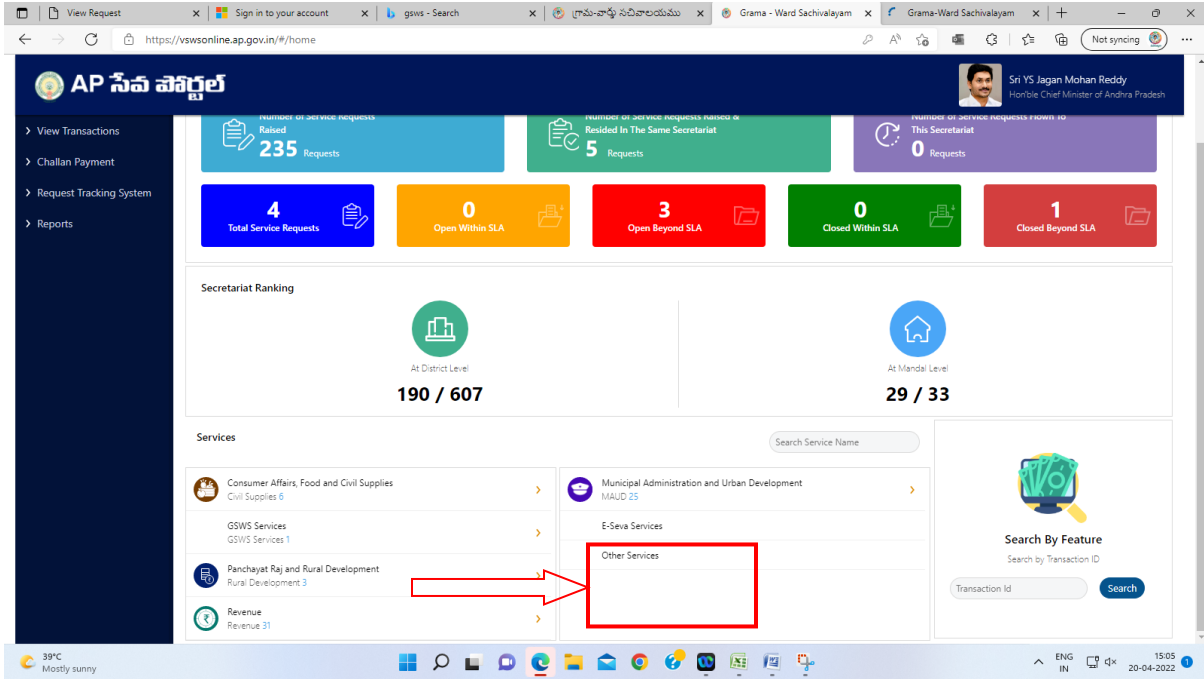 View Request
Sign in to your account
gsws - Search
గ్రామ-వార్డు సచివాలయము
Grama - Ward Sachivalayam
Grama-Ward Sachivalayam
https://vswsonline.ap.gov.in/#/home
Not syncing
AP సేవ పోర్టల్
Sri YS Jagan Mohan Reddy
Hon'ble Chief Minister of Andhra Pradesh
View Transactions
Challan Payment
Request Tracking System
Reports
Number of Service Requests
Raised
235 Requests
Number of Service Requests Raised &
Resided In The Same Secretariat
5 Requests
Number of Service Requests Flown To
This Secretariat
0 Requests
4
Total Service Requests
0
Open Within SLA
3
Open Beyond SLA
0
Closed Within SLA
1
Closed Beyond SLA
Secretariat Ranking
At District Level
190 / 607
At Mandal Level
29 / 33
Services
Search Service Name
Consumer Affairs, Food and Civil Supplies
Civil Supplies 6
GSWS Services
GSWS Services 1
Panchayat Raj and Rural Development
Rural Development 3
Revenue
Revenue 31
Municipal Administration and Urban Development
MAUD 25
E-Seva Services
Other Services
Search By Feature
Search by Transaction ID
Transaction Id
Search
39°C
Mostly sunny
ENG
IN
15:05
20-04-2022
1